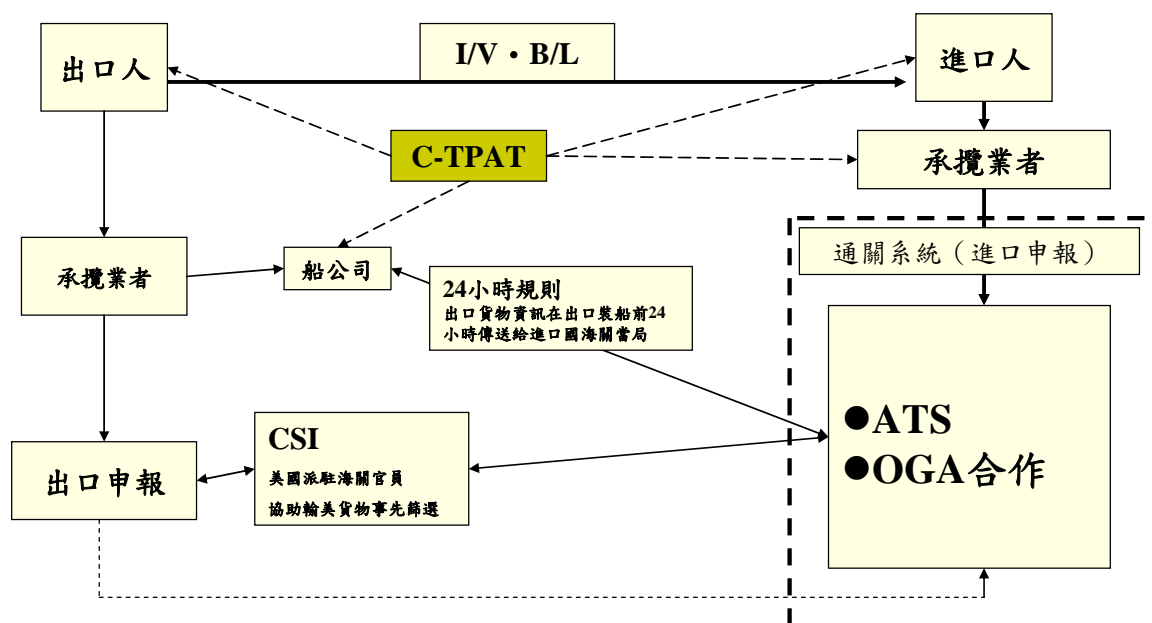 I/V·B/L
出口人
進口人
C-TPAT
承攬業者
承攬業者
船公司
通關系統（進口申報）
24小時規則
出口貨物資訊在出口裝船前24
小時傳送給進口國海關當局
●ATS
●OGA合作
CSI
美國派駐海關官員
協助輸美貨物事先篩選
出口申報